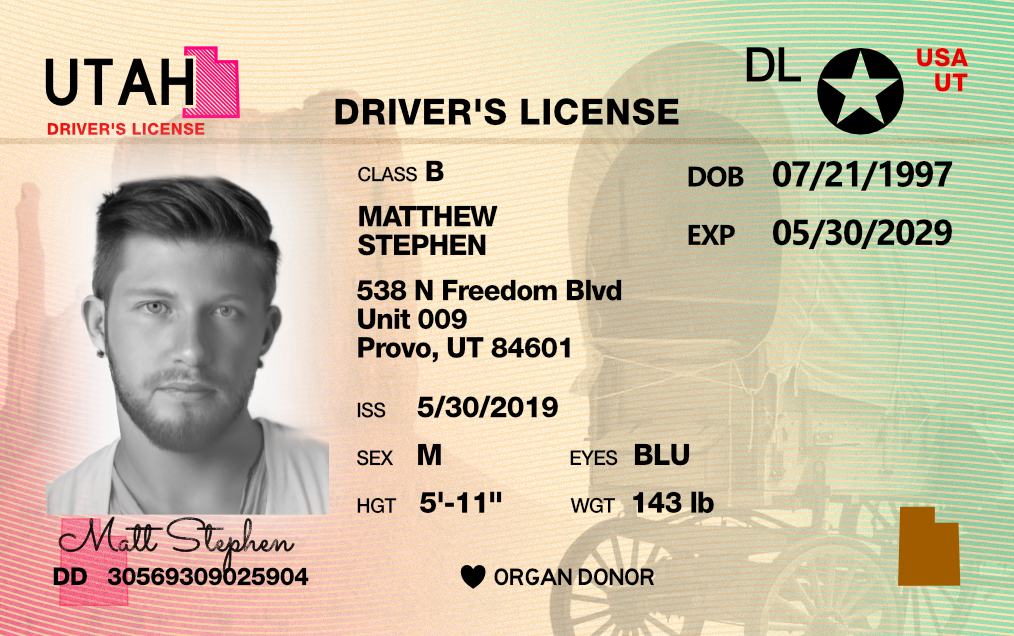 UTAH
DRIVER'S LICENSE
DRIVER'S LICENSE
DL
USA
UT
CLASS B
DOB 07/21/1997
MATTHEW
STEPHEN
EXP 05/30/2029
538 N Freedom Blvd
Unit 009
Provo, UT 84601
ISS 5/30/2019
SEX M EYES BLU
HGT 5'-11" WGT 143 lb
Matt Stephen
DD 30569309025904
ORGAN DONOR